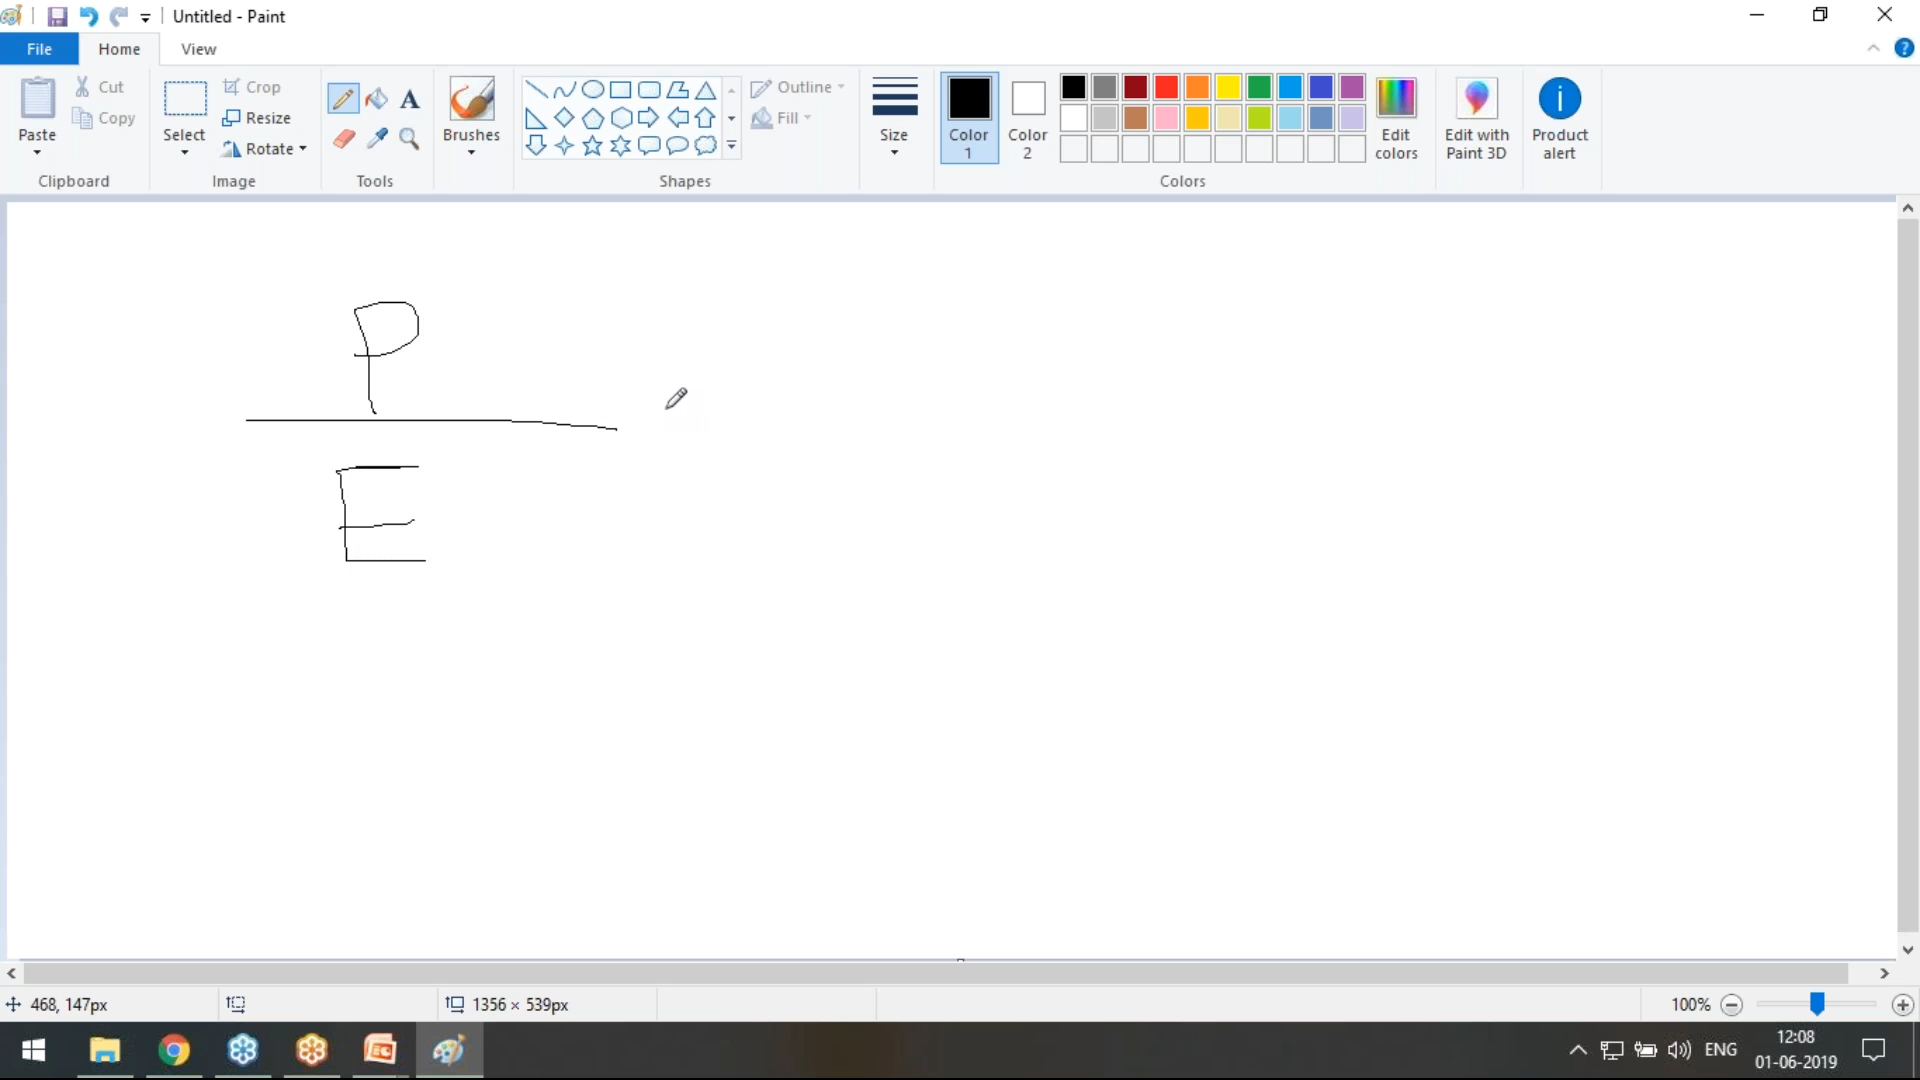 Untitled - Paint
File Home View
Paste Cut Copy Select Crop Resize Rotate A Brushes Outline Fill Size Color 1 Color 2 Edit colors Edit with Paint 3D Product alert
Clipboard Image Tools Shapes Colors
P
E
468, 147px 1356 × 539px 100%
ENG 12:08
01-06-2019